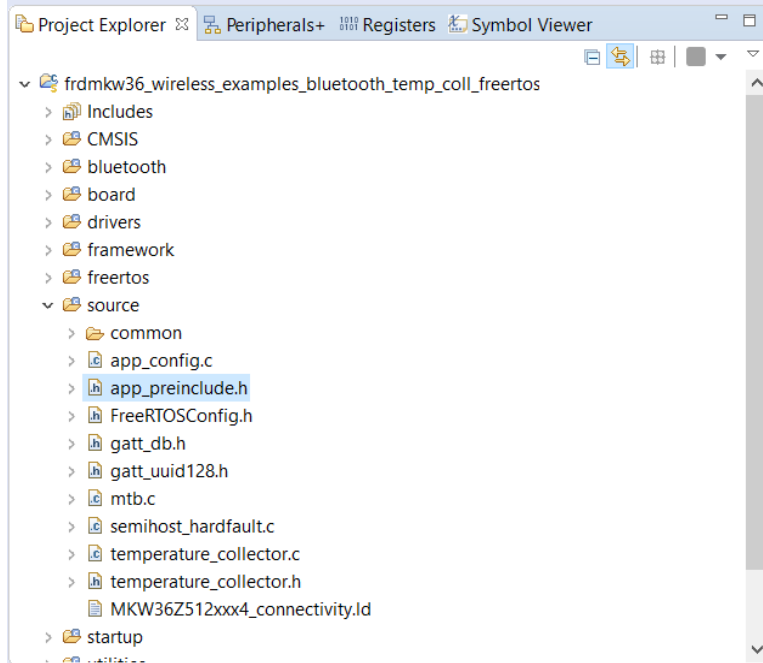 Project Explorer Peripherals+ Registers Symbol Viewer
frdmkw36_wireless_examples_bluetooth_temp_coll_freertos
Includes
CMSIS
bluetooth
board
drivers
framework
freertos
source
common
app_config.c
app_preinclude.h
FreeRTOSConfig.h
gatt_db.h
gatt_uuid128.h
mtb.c
semihost_hardfault.c
temperature_collector.c
temperature_collector.h
MKW36Z512xxx4_connectivity.ld
startup